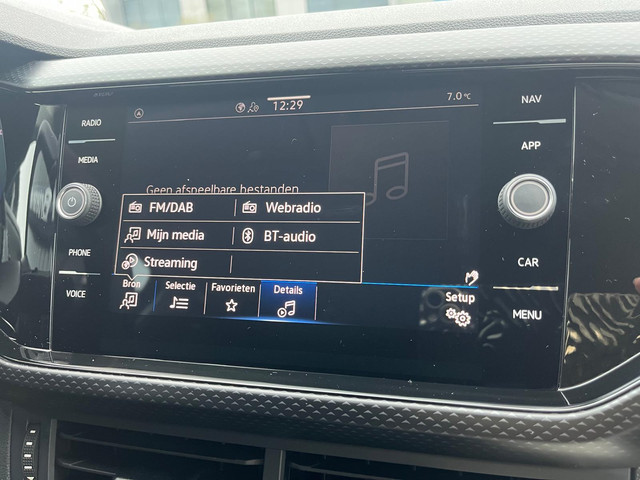 RADIO
MEDIA
PHONE
VOICE
12:29
7.0°C
Geen afspeelbare bestanden
FM/DAB
Webradio
Mijn media
BT-audio
Streaming
Bron
Selectie
Favorieten
Details
Setup
NAV
APP
CAR
MENU